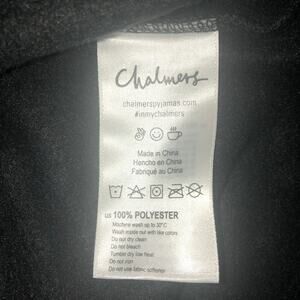 Chalmers
chalmerspyjamas.com
#inmychalmers
Made in China
Hencho en China
Fabriqué au China
US 100% POLYESTER
Machine wash up to 30°C
Wash inside out with like colors
Do not dry clean
Do not bleach
Tumble dry low heat
Do not iron
Do not use fabric softener